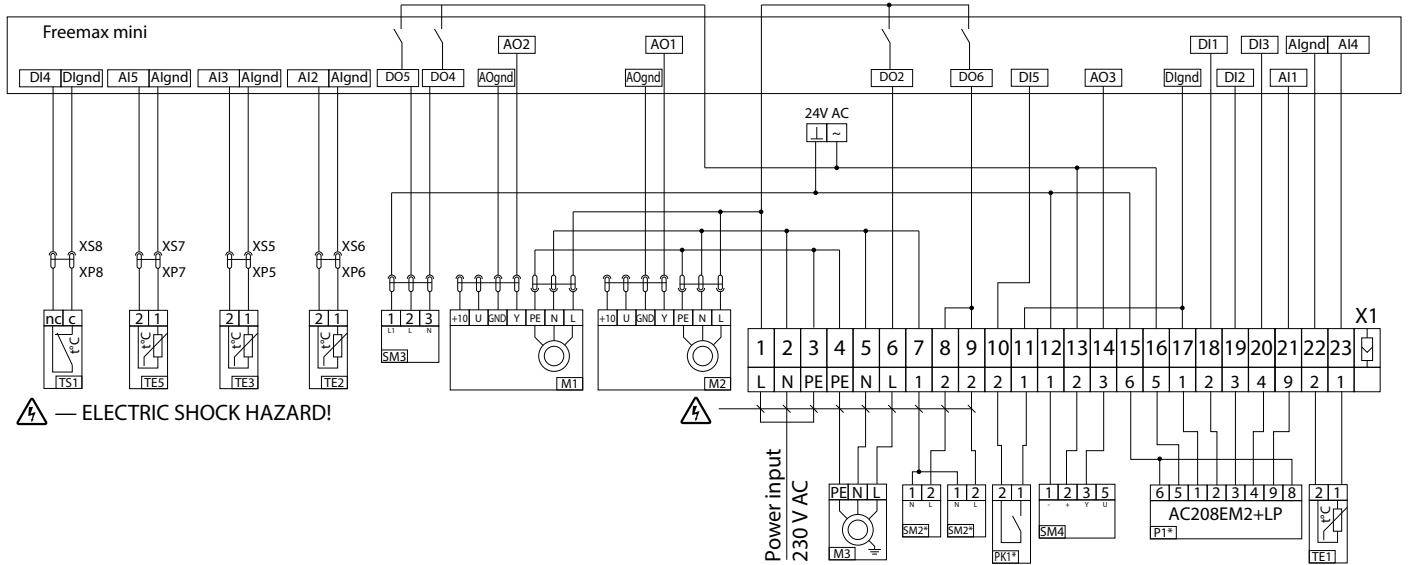 Freemax mini
AO2 AO1 DI1 DI3 AIgnd AI4
DI4 DIgnd AI5 AIgnd AI3 AIgnd AI2 AIgnd DO5 DO4 AOgnd AOgnd DO2 DO6 DI5 AO3 DIgnd DI2 AI1
24V AC
⊥ ~
XS8 XS7 XS5 XS6
XP8 XP7 XP5 XP6
nc c 2 1 2 1 2 1 1 2 3 +10 U GND Y PE N L +10 U GND Y PE N L
L1 L N
t°C t°C t°C t°C
SM3
TS1 TE5 TE3 TE2 M1 M2
X1
1 2 3 4 5 6 7 8 9 10 11 12 13 14 15 16 17 18 19 20 21 22 23
L N PE PE N L 1 2 2 2 1 1 2 3 6 5 1 2 3 4 9 2 1
— ELECTRIC SHOCK HAZARD!
Power input
230 V AC
PE N L 1 2 1 2 2 1 1 2 3 5 6 5 1 2 3 4 9 8 2 1
N L N L - + Y U
AC208EM2+LP
t°C
M3 SM2* SM2* PK1* SM4 P1* TE1